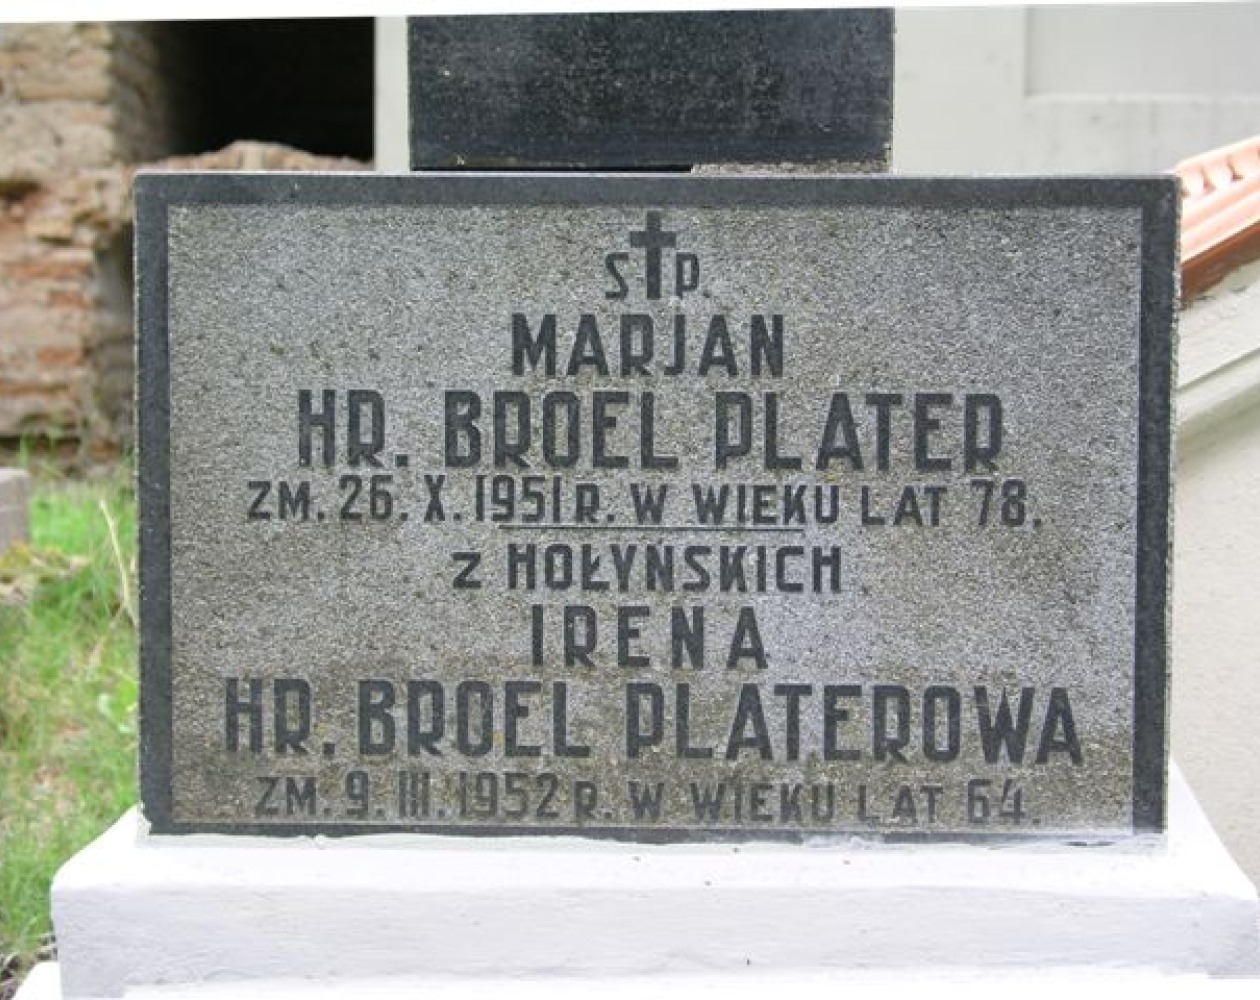 S✝P.
MARJAN
HR. BROEL PLATER
ZM. 26. X. 1951 R. W WIEKU LAT 78.
Z HOŁYNSKICH
IRENA
HR. BROEL PLATEROWA
ZM. 9. III. 1952 R. W WIEKU LAT 64.